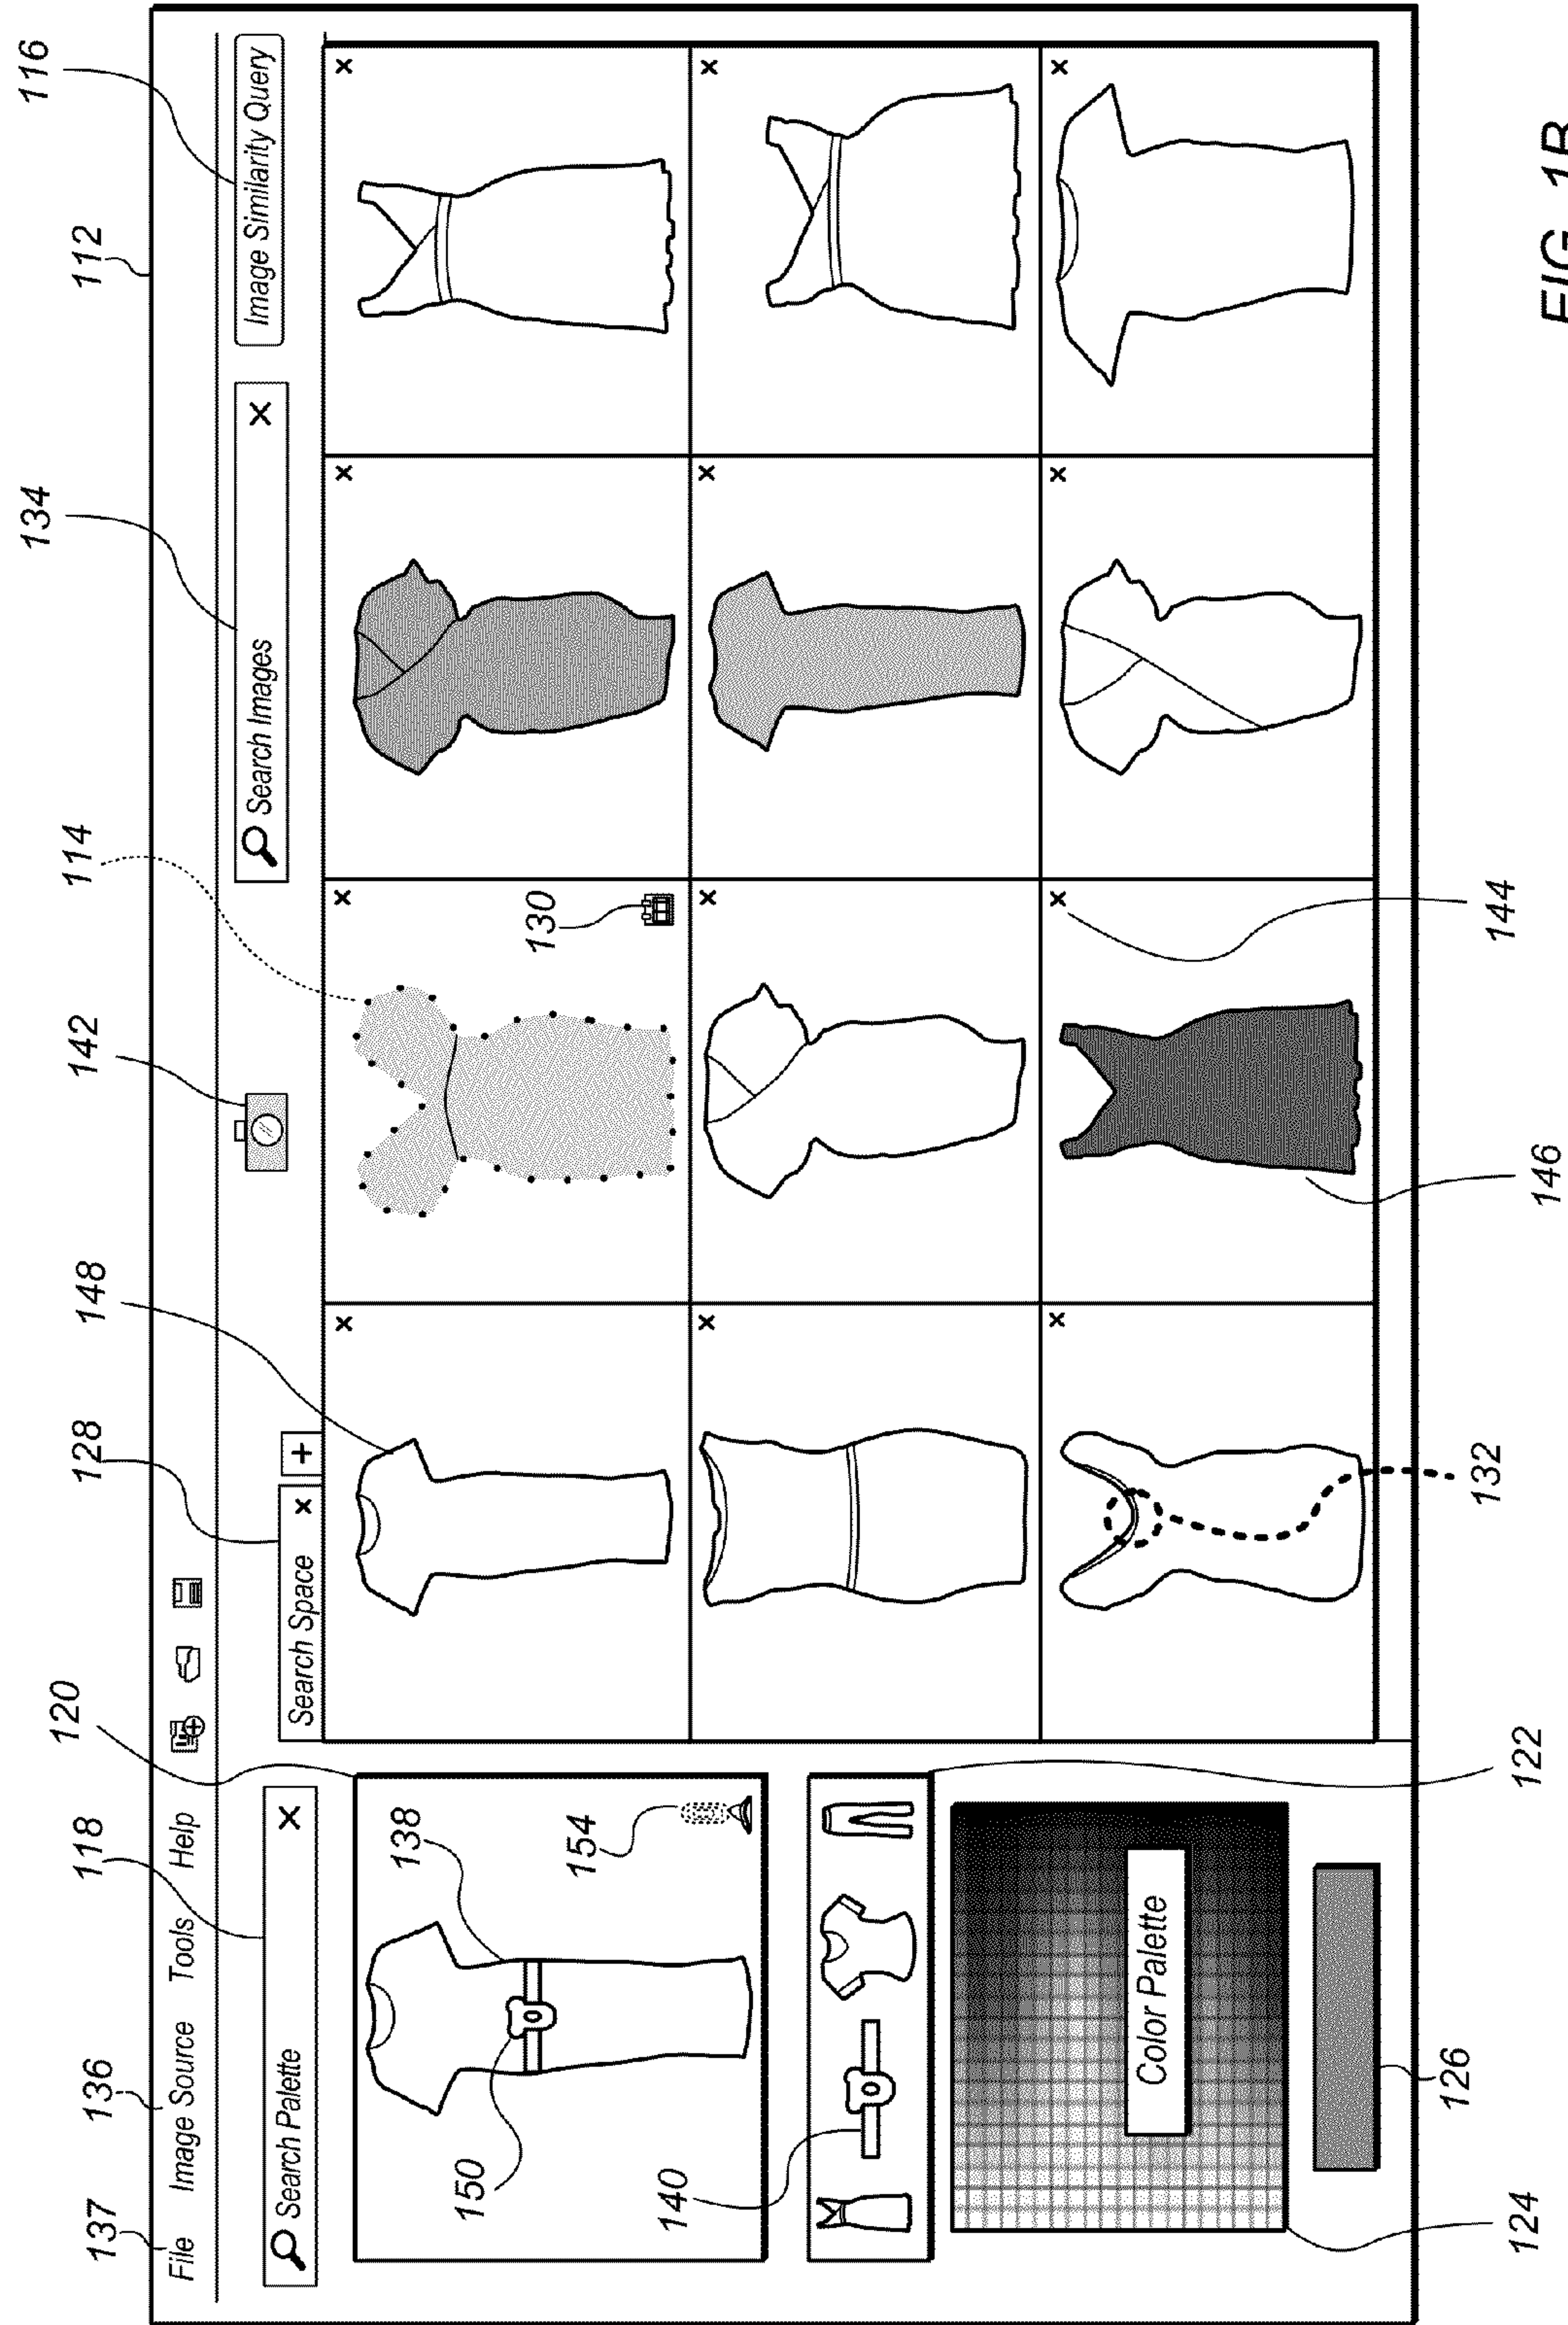 112
116
134
114
142
148
128
120
118
136
137
File Image Source Tools Help
Search Palette X
Search Space X +
Search Images X
Image Similarity Query
X
X
X
X
130
138
150
154
X
X
X
X
140
X
X
X
X
Color Palette
126
124
122
132
146
144
FIG. 1B